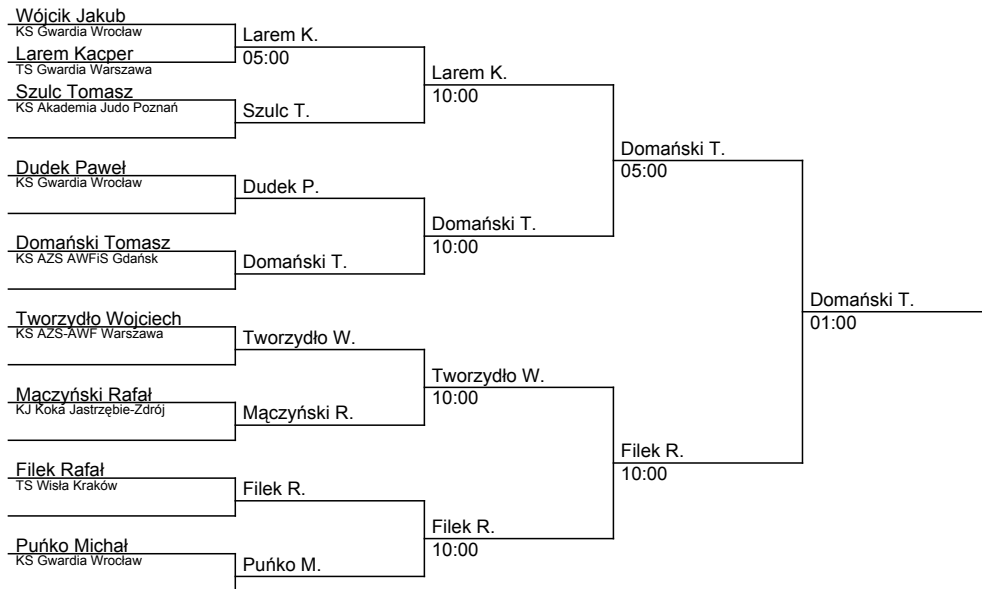 Wójcik Jakub
KS Gwardia Wrocław
Larem Kacper
TS Gwardia Warszawa
Szulc Tomasz
KS Akademia Judo Poznań
Dudek Paweł
KS Gwardia Wrocław
Domański Tomasz
KS AZS AWFiS Gdańsk
Tworzydło Wojciech
KS AZS-AWF Warszawa
Mączyński Rafał
KJ Koka Jastrzębie-Zdrój
Filek Rafał
TS Wisła Kraków
Puńko Michał
KS Gwardia Wrocław
Larem K.
05:00
Szulc T.
Dudek P.
Domański T.
Tworzydło W.
Mączyński R.
Filek R.
Puńko M.
Larem K.
10:00
Domański T.
10:00
Tworzydło W.
10:00
Filek R.
10:00
Domański T.
05:00
Filek R.
10:00
Domański T.
01:00